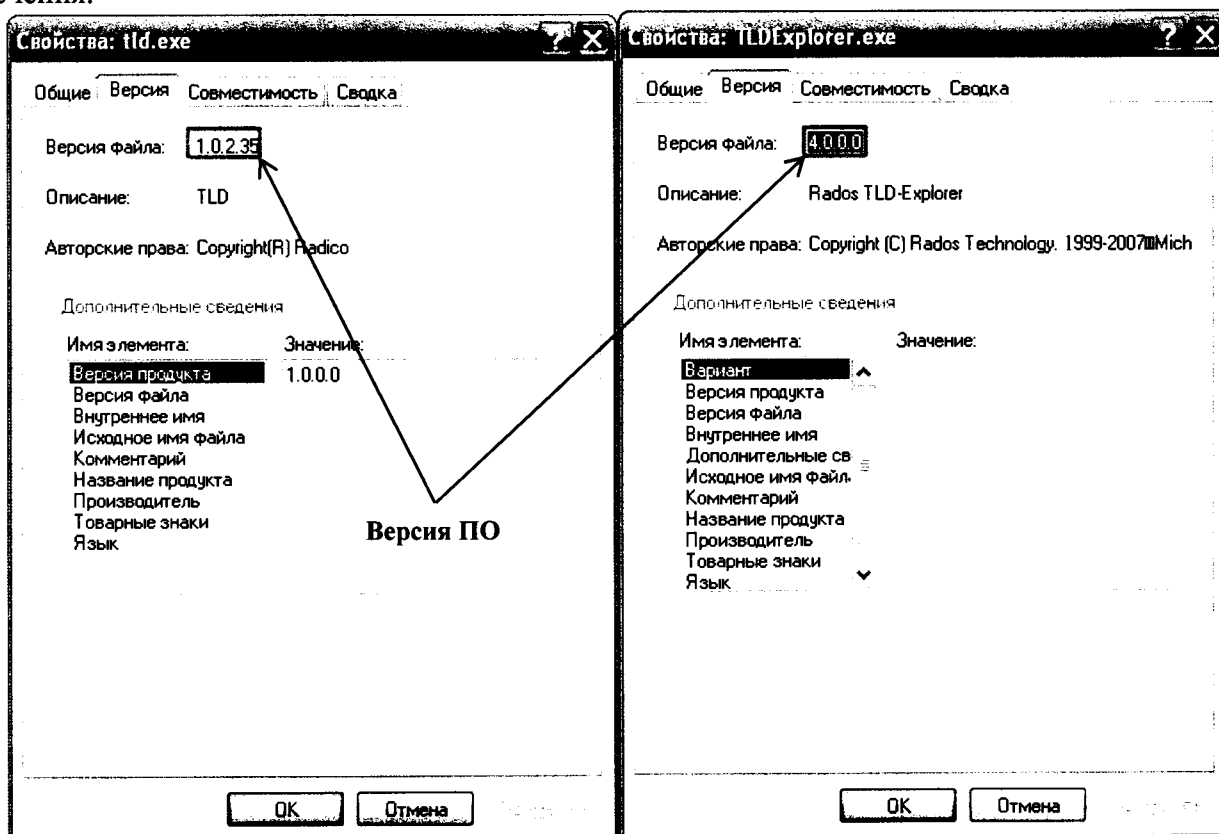 Свойства: tld.exe
Общие Версия Совместимость Сводка
Версия файла: 1.0.2.35
Описание: TLD
Авторские права: Copyright(R) Radico
Дополнительные сведения
Имя элемента: Значение:
Версия продукта 1.0.0.0
Версия файла
Внутреннее имя
Исходное имя файла
Комментарий
Название продукта
Производитель
Товарные знаки
Язык
OK Отмена
Свойства: TLDExplorer.exe
Общие Версия Совместимость Сводка
Версия файла: 4.0.0.0
Описание: Rados TLD-Explorer
Авторские права: Copyright (C) Rados Technology. 1999-2007 Mich
Дополнительные сведения
Имя элемента: Значение:
Вариант
Версия продукта
Версия файла
Внутреннее имя
Дополнительные св
Исходное имя файл
Комментарий
Название продукта
Производитель
Товарные знаки
Язык
OK Отмена
Версия ПО